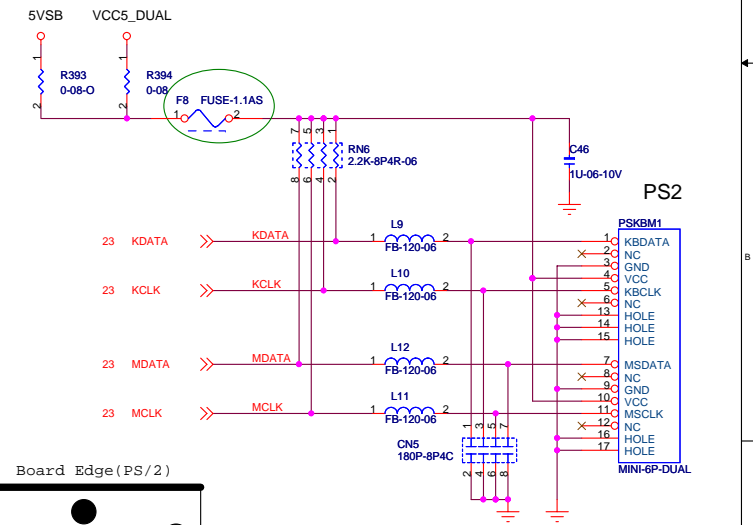 5VSB VCC5_DUAL
1 1
R393 R394
0-08-O 0-08
2 2
F8 FUSE-1.1AS
1 2
7 5 3 1
RN6
2.2K-8P4R-06
8 6 4 2
C46
1U-06-10V
PS2
PSKBM1
23 KDATA KDATA 1 L9 2
FB-120-06
23 KCLK KCLK 1 L10 2
FB-120-06
23 MDATA MDATA 1 L12 2
FB-120-06
23 MCLK MCLK 1 L11 2
FB-120-06
1 KBDATA
2 NC
3 GND
4 VCC
5 KBCLK
6 NC
13 HOLE
14 HOLE
15 HOLE
7 MSDATA
8 NC
9 GND
10 VCC
11 MSCLK
12 NC
16 HOLE
17 HOLE
MINI-6P-DUAL
1 3 5 7
CN5
180P-8P4C
2 4 6 8
B
Board Edge(PS/2)